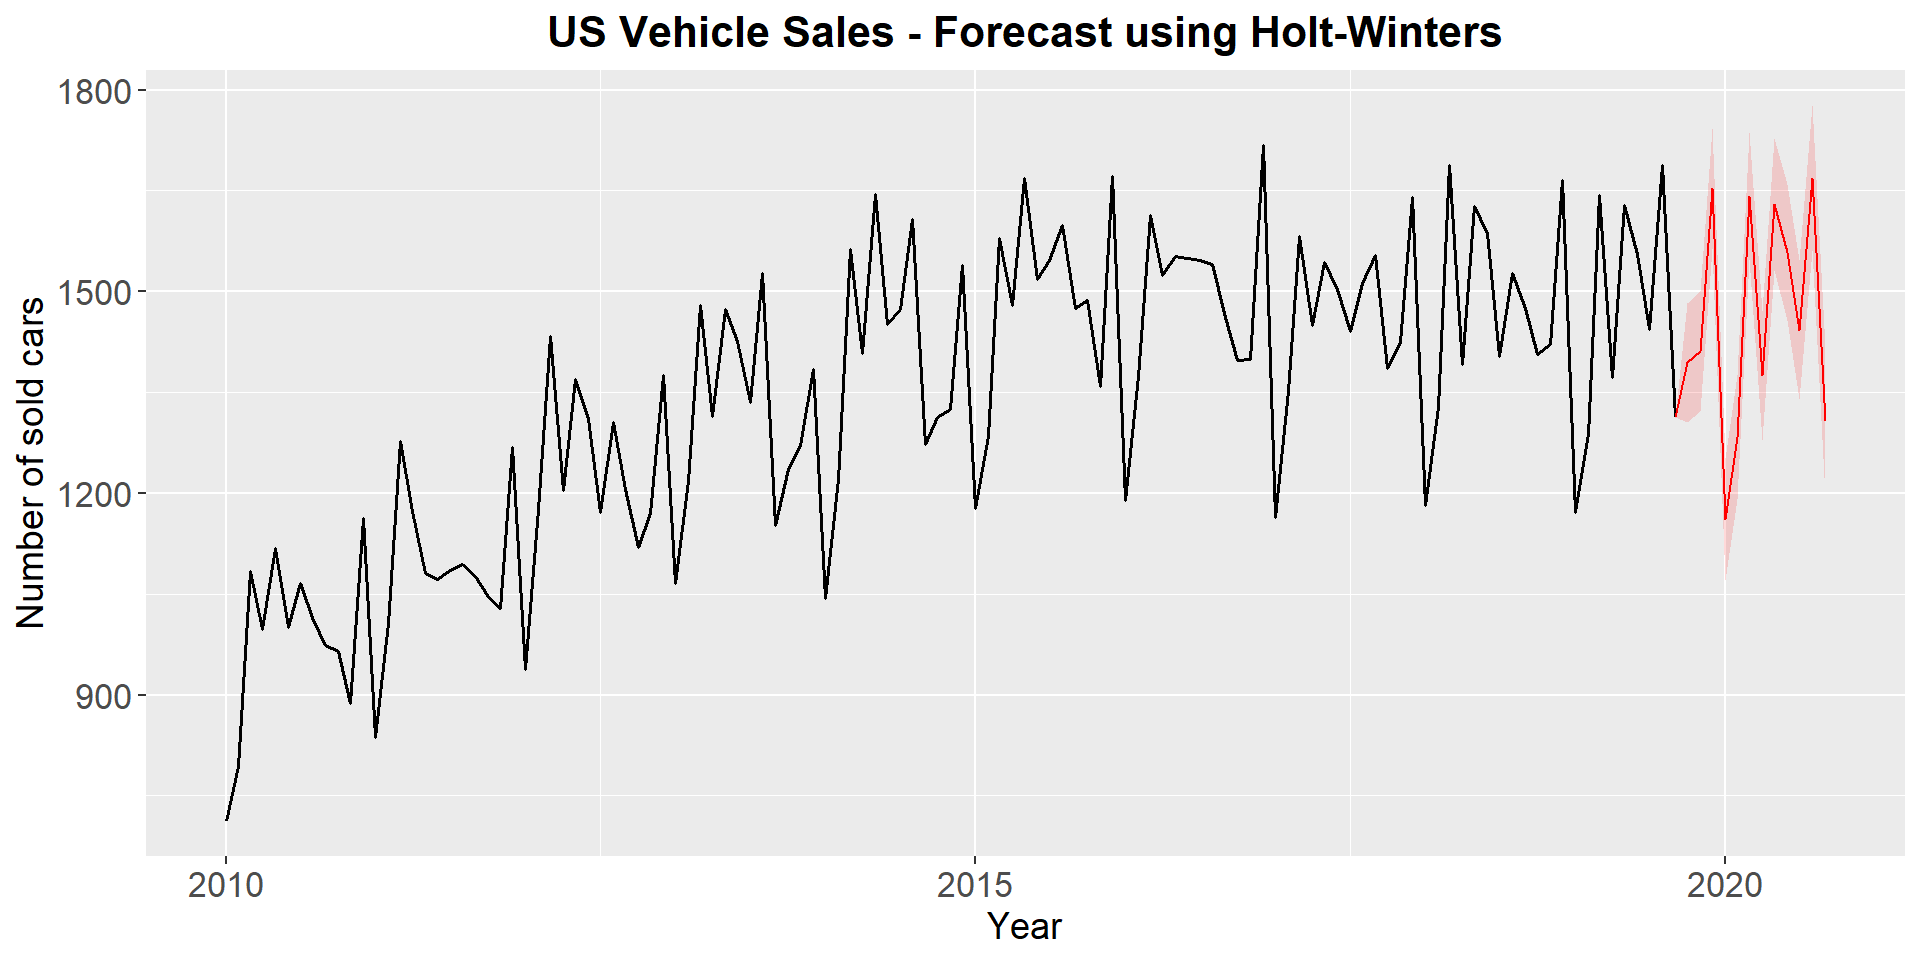 US Vehicle Sales - Forecast using Holt-Winters
1800
1500
1200
900
Number of sold cars
2010
2015
2020
Year